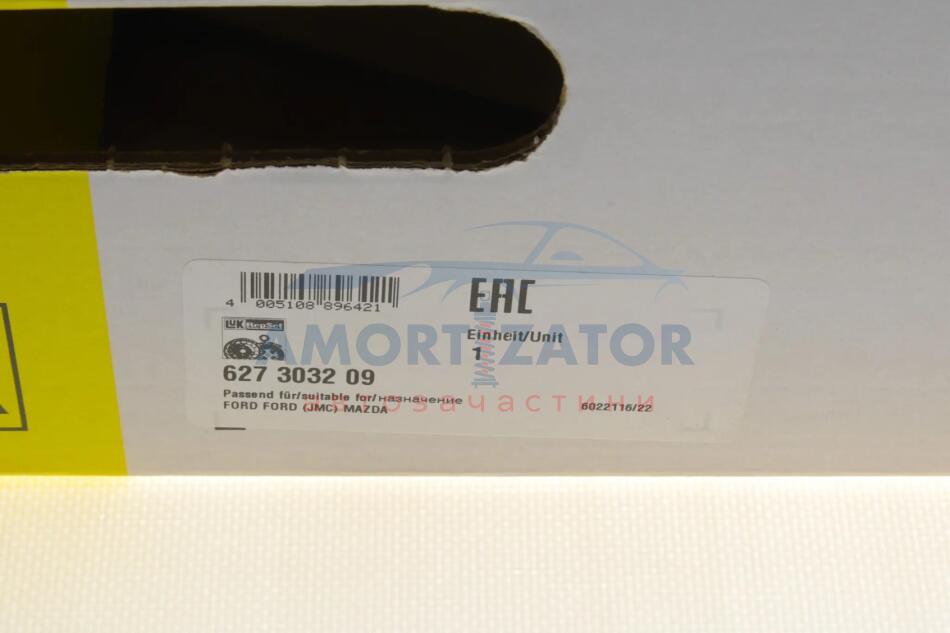 EAC
4 005108 896421
LuK RepSet
Einheit/Unit
1
AMORTIZATOR
627 3032 09
Passend für/suitable for/назначение
автозапчастини
FORD FORD (JMC) MAZDA
6022116/22